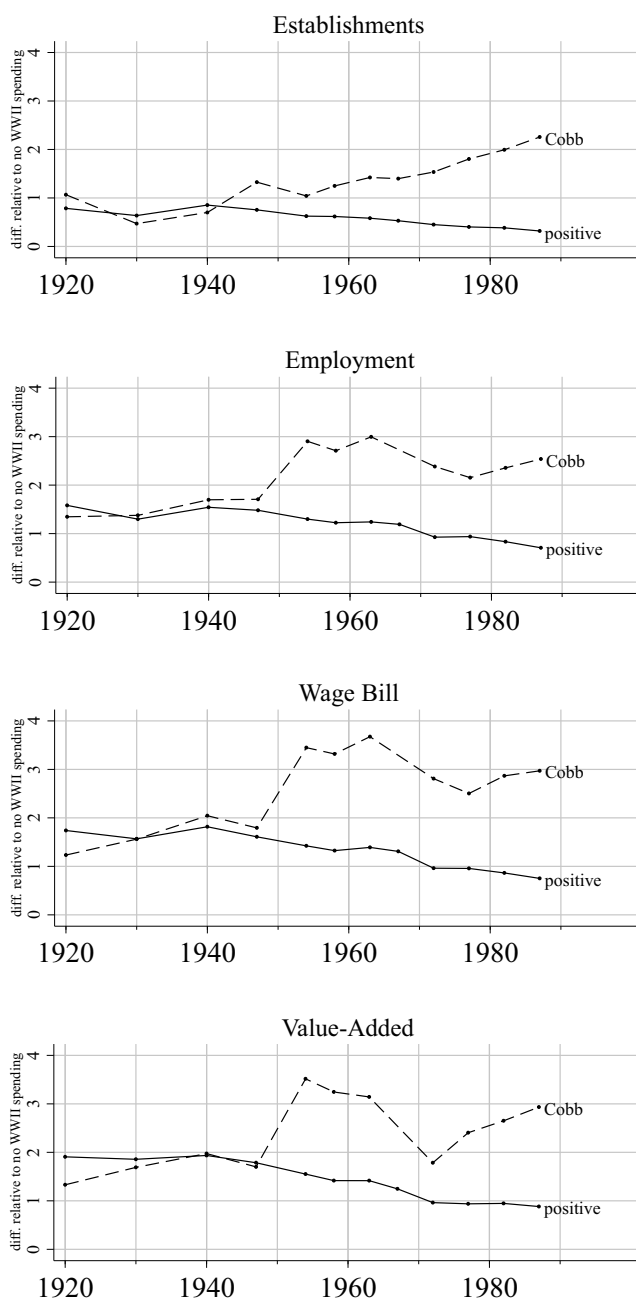 Establishments
diff. relative to no WWII spending
4
3
2
1
0
Cobb
positive
1920 1940 1960 1980
Employment
diff. relative to no WWII spending
4
3
2
1
0
Cobb
positive
1920 1940 1960 1980
Wage Bill
diff. relative to no WWII spending
4
3
2
1
0
Cobb
positive
1920 1940 1960 1980
Value-Added
diff. relative to no WWII spending
4
3
2
1
0
Cobb
positive
1920 1940 1960 1980